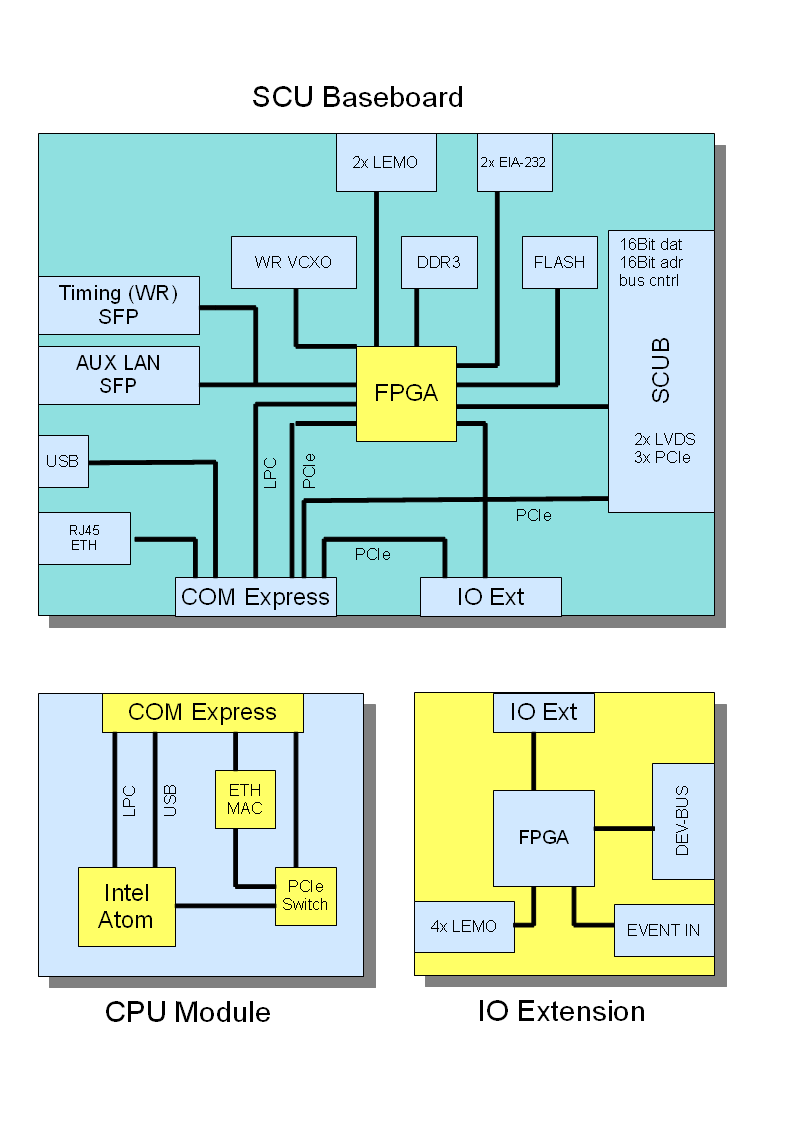 SCU Baseboard
2x LEMO
2x EIA-232
WR VCXO
DDR3
FLASH
16Bit dat
16Bit adr
bus cntrl
Timing (WR)
SFP
AUX LAN
SFP
FPGA
SCUB
2x LVDS
3x PCIe
USB
LPC
PCIe
RJ45
ETH
PCIe
PCIe
COM Express
IO Ext
COM Express
LPC
USB
ETH
MAC
Intel
Atom
PCIe
Switch
CPU Module
IO Ext
FPGA
DEV-BUS
4x LEMO
EVENT IN
IO Extension